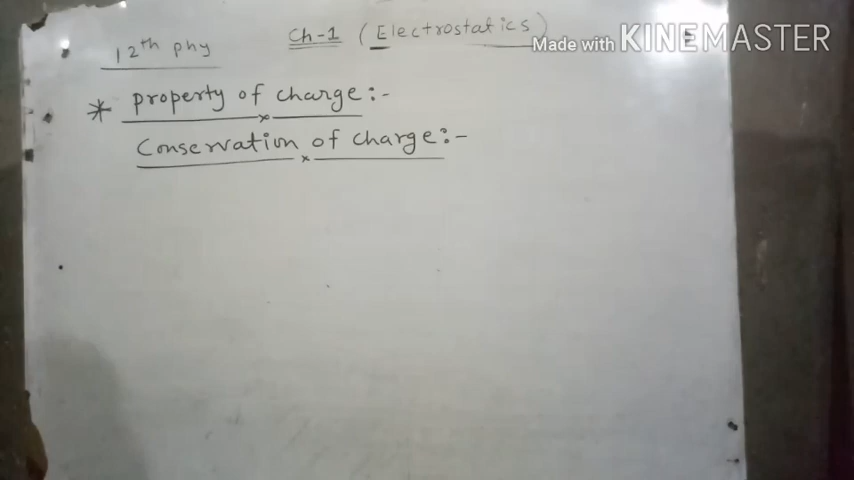 12th phy
Ch-1 (Electrostatics)
Made with KINEMASTER
* property of charge:-
Conservation of charge:-